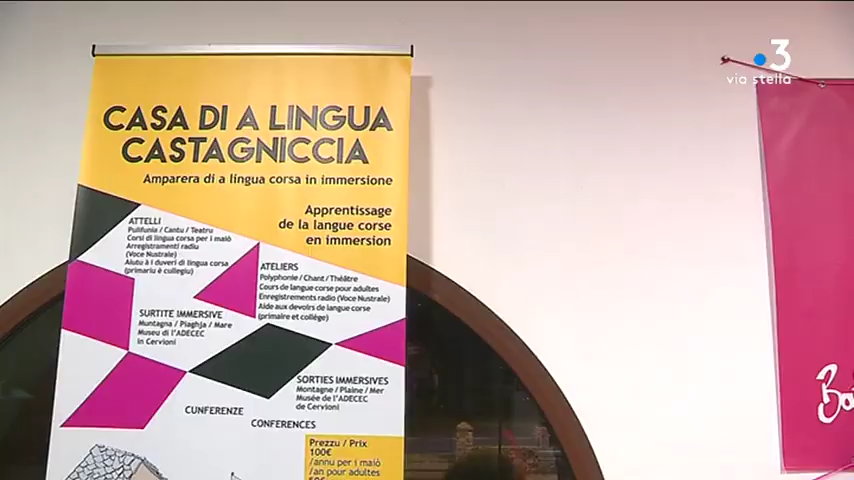 3
via stella
CASA DI A LINGUA
CASTAGNICCIA
Amparera di a lingua corsa in immersione
Apprentissage
de la langue corse
en immersion
ATTELLI
Pulifunia / Cantu / Teatru
Corsi di lingua corsa per i maiò
Arregistramenti radiu
(Voce Nustrale)
Aiutu à i duveri di lingua corsa
(primariu è cullegiu)
ATELIERS
Polyphonie / Chant / Théâtre
Cours de langue corse pour adultes
Enregistrements radio (Voce Nustrale)
Aide aux devoirs de langue corse
(primaire et collège)
SURTITE IMMERSIVE
Muntagna / Piaghja / Mare
Museu di l'ADECEC
in Cervioni
SORTIES IMMERSIVES
Montagne / Plaine / Mer
Musée de l'ADECEC
de Cervioni
CUNFERENZE
CONFERENCES
Prezzu / Prix
100€
/annu per i maiò
/an pour adultes